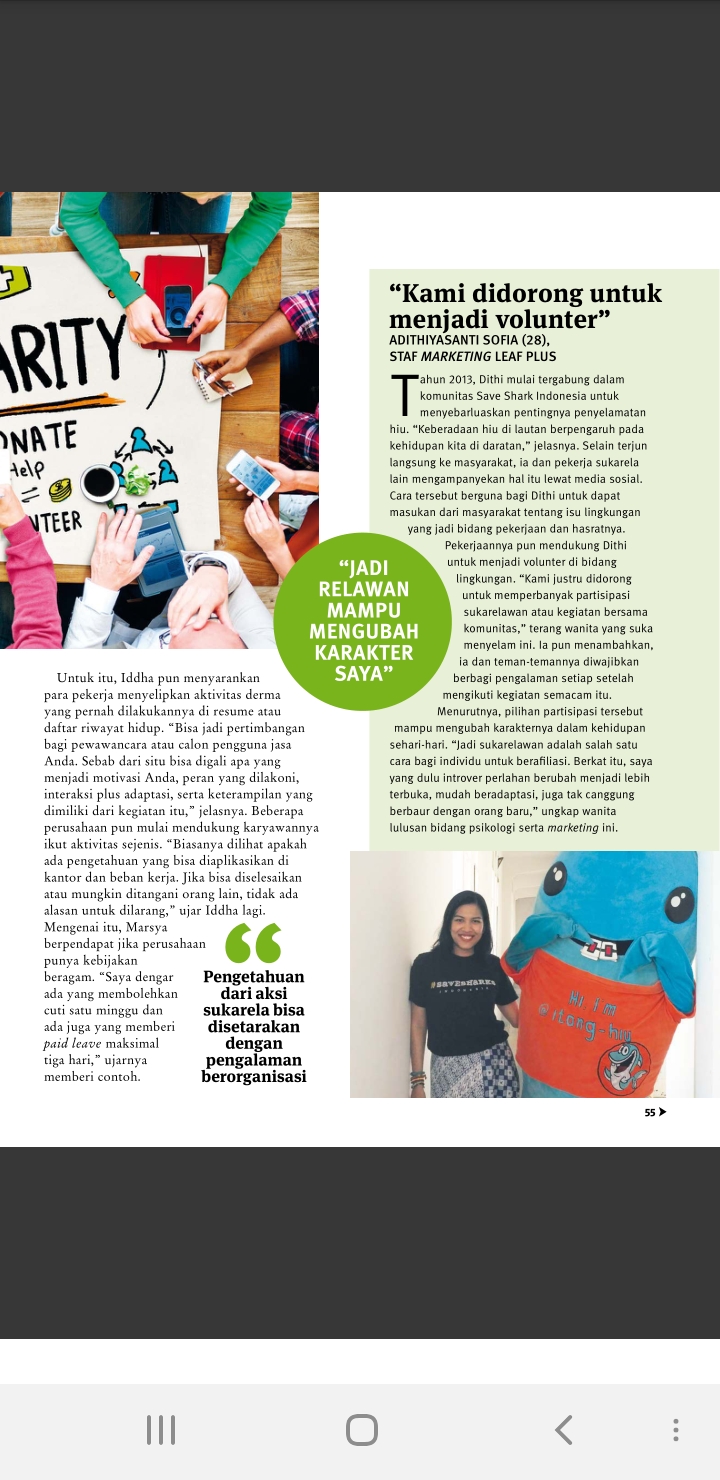 ARITY
ONATE
Help
=
NTEER
Untuk itu, Iddha pun menyarankan
para pekerja menyelipkan aktivitas derma
yang pernah dilakukannya di resume atau
daftar riwayat hidup. “Bisa jadi pertimbangan
bagi pewawancara atau calon pengguna jasa
Anda. Sebab dari situ bisa digali apa yang
menjadi motivasi Anda, peran yang dilakoni,
interaksi plus adaptasi, serta keterampilan yang
dimiliki dari kegiatan itu,” jelasnya. Beberapa
perusahaan pun mulai mendukung karyawannya
ikut aktivitas sejenis. “Biasanya dilihat apakah
ada pengetahuan yang bisa diaplikasikan di
kantor dan beban kerja. Jika bisa diselesaikan
atau mungkin ditangani orang lain, tidak ada
alasan untuk dilarang,” ujar Iddha lagi.
Mengenai itu, Marsya
berpendapat jika perusahaan
punya kebijakan
beragam. “Saya dengar
ada yang membolehkan
cuti satu minggu dan
ada juga yang memberi
paid leave maksimal
tiga hari,” ujarnya
memberi contoh.
“
Pengetahuan
dari aksi
sukarela bisa
disetarakan
dengan
pengalaman
berorganisasi
“JADI
RELAWAN
MAMPU
MENGUBAH
KARAKTER
SAYA”
“Kami didorong untuk
menjadi volunter”
ADITHIYASANTI SOFIA (28),
STAF MARKETING LEAF PLUS
Tahun 2013, Dithi mulai tergabung dalam
komunitas Save Shark Indonesia untuk
menyebarluaskan pentingnya penyelamatan
hiu. “Keberadaan hiu di lautan berpengaruh pada
kehidupan kita di daratan,” jelasnya. Selain terjun
langsung ke masyarakat, ia dan pekerja sukarela
lain mengampanyekan hal itu lewat media sosial.
Cara tersebut berguna bagi Dithi untuk dapat
masukan dari masyarakat tentang isu lingkungan
yang jadi bidang pekerjaan dan hasratnya.
Pekerjaannya pun mendukung Dithi
untuk menjadi volunter di bidang
lingkungan. “Kami justru didorong
untuk memperbanyak partisipasi
sukarelawan atau kegiatan bersama
komunitas,” terang wanita yang suka
menyelam ini. Ia pun menambahkan,
ia dan teman-temannya diwajibkan
berbagi pengalaman setiap setelah
mengikuti kegiatan semacam itu.
Menurutnya, pilihan partisipasi tersebut
mampu mengubah karakternya dalam kehidupan
sehari-hari. “Jadi sukarelawan adalah salah satu
cara bagi individu untuk berafiliasi. Berkat itu, saya
yang dulu introver perlahan berubah menjadi lebih
terbuka, mudah beradaptasi, juga tak canggung
berbaur dengan orang baru,” ungkap wanita
lulusan bidang psikologi serta marketing ini.
#SAVESHARKS
INDONESIA
Hi, i'm
@itong-hiu
55